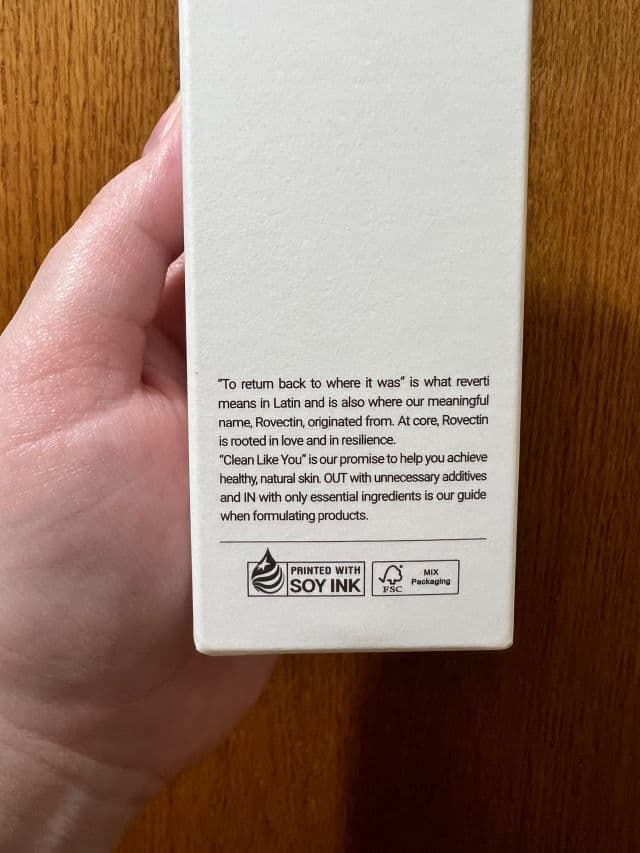 "To return back to where it was" is what reverti
means in Latin and is also where our meaningful
name, Rovectin, originated from. At core, Rovectin
is rooted in love and in resilience.
"Clean Like You" is our promise to help you achieve
healthy, natural skin. OUT with unnecessary additives
and IN with only essential ingredients is our guide
when formulating products.
PRINTED WITH
SOY INK
FSC
MIX
Packaging